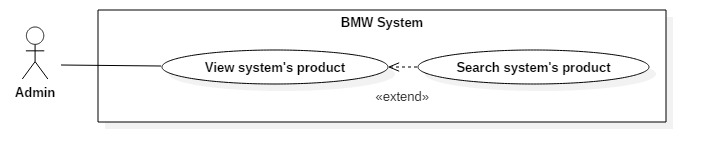 BMW System
View system's product
Search system's product
«extend»
Admin